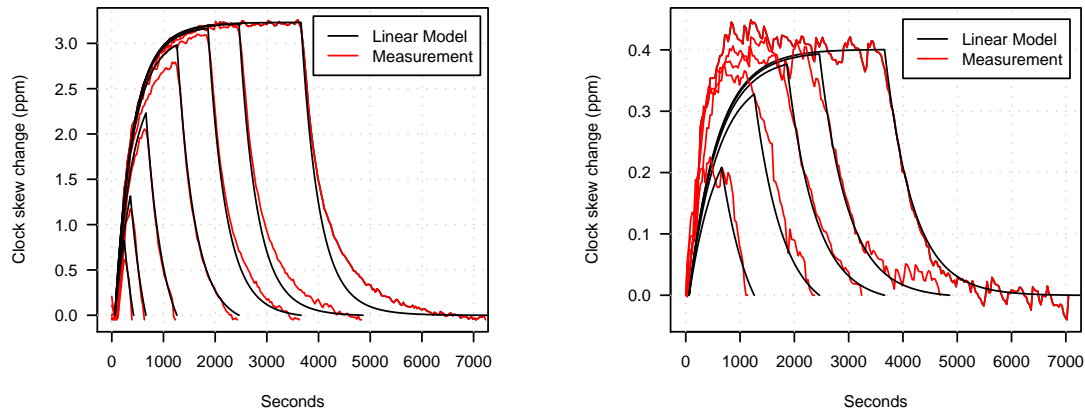 Clock skew change (ppm)
3.0
2.5
2.0
1.5
1.0
0.5
0.0
Linear Model
Measurement
0 1000 2000 3000 4000 5000 6000 7000
Seconds
Clock skew change (ppm)
0.4
0.3
0.2
0.1
0.0
Linear Model
Measurement
0 1000 2000 3000 4000 5000 6000 7000
Seconds